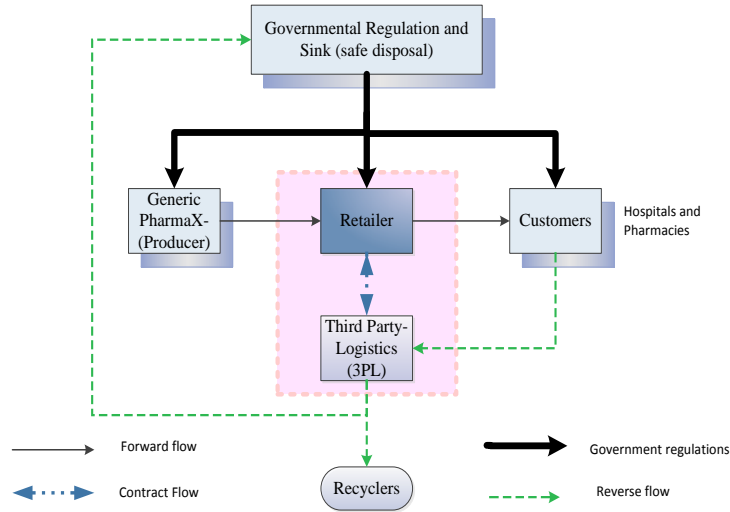 Governmental Regulation and
Sink (safe disposal)
Generic
PharmaX-
(Producer)
Retailer
Customers
Hospitals and
Pharmacies
Third Party-
Logistics
(3PL)
Forward flow
Government regulations
Contract Flow
Recyclers
Reverse flow